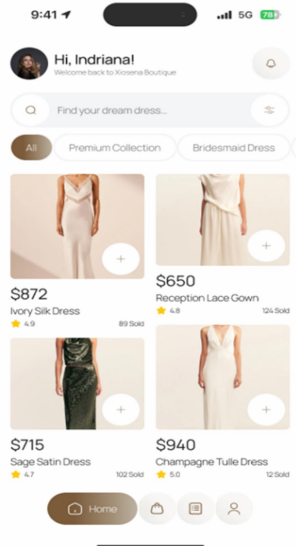 9:41
5G
78
Hi, Indriana!
Welcome back to Xiosena Boutique
Find your dream dress...
All
Premium Collection
Bridesmaid Dress
$872
Ivory Silk Dress
4.9
89 Sold
$650
Reception Lace Gown
4.8
124 Sold
$715
Sage Satin Dress
4.7
102 Sold
$940
Champagne Tulle Dress
5.0
12 Sold
Home